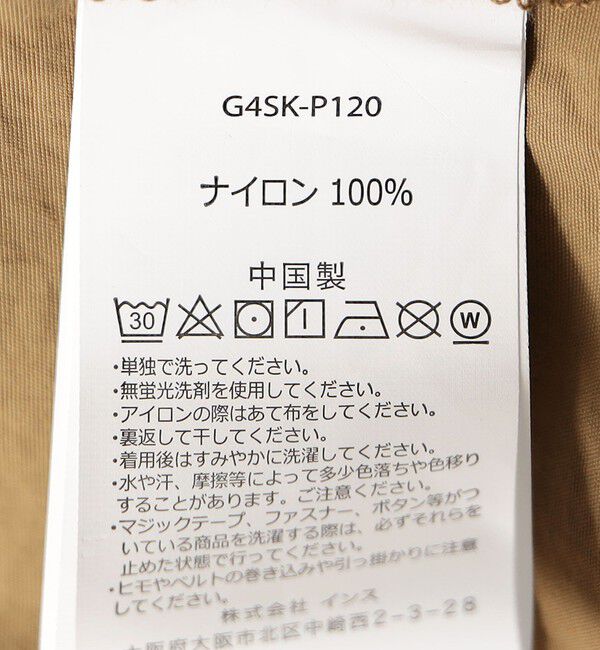 G4SK-P120
ナイロン 100%
中国製
30 W
・単独で洗ってください。
・無蛍光洗剤を使用してください。
・アイロンの際はあて布をしてください。
・裏返して干してください。
・着用後はすみやかに洗濯してください。
・水や汗、摩擦等によって多少色落ちや色移り
することがあります。ご注意ください。
・マジックテープ、ファスナー、ボタン等がつ
いている商品を洗濯する際は、必ずそれらを
止めた状態で行ってください。
・ヒモやベルトの巻き込みや引っ掛かりに注意
してください。
株式会社 インス
大阪府大阪市北区中崎西2-3-28